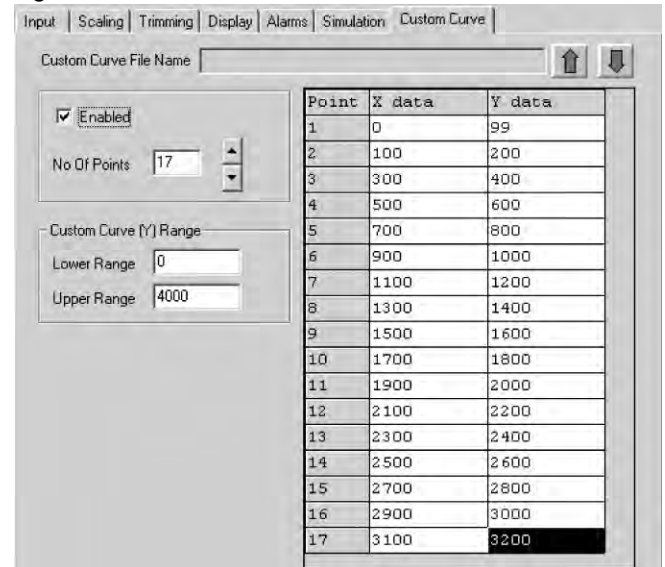 Input Scaling Trimming Display Alarms Simulation Custom Curve
Custom Curve File Name
Enabled
No Of Points 17
Custom Curve (Y) Range
Lower Range 0
Upper Range 4000
Point X data Y data
1 0 99
2 100 200
3 300 400
4 500 600
5 700 800
6 900 1000
7 1100 1200
8 1300 1400
9 1500 1600
10 1700 1800
11 1900 2000
12 2100 2200
13 2300 2400
14 2500 2600
15 2700 2800
16 2900 3000
17 3100 3200